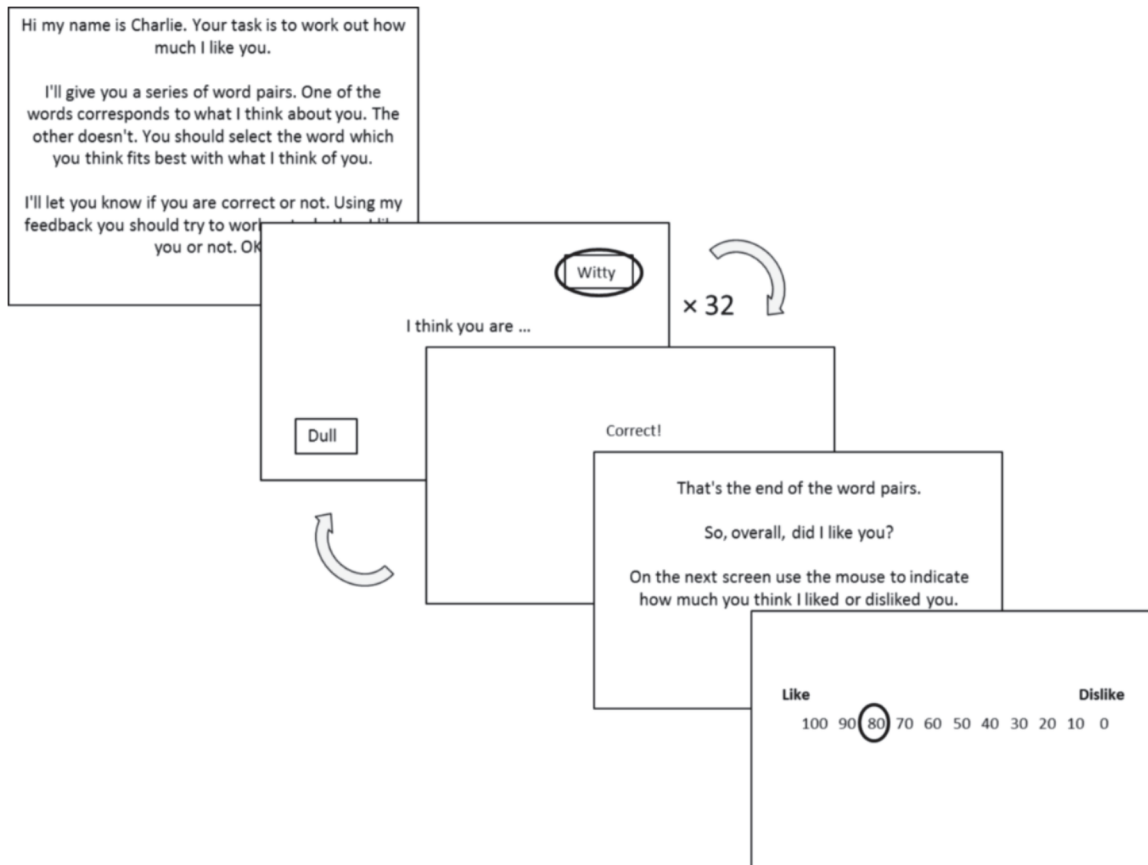 Hi my name is Charlie. Your task is to work out how
much I like you.
I'll give you a series of word pairs. One of the
words corresponds to what I think about you. The
other doesn't. You should select the word which
you think fits best with what I think of you.
I'll let you know if you are correct or not. Using my
feedback you should try to work
you or not. OK
Witty
× 32
I think you are ...
Dull
Correct!
That's the end of the word pairs.
So, overall, did I like you?
On the next screen use the mouse to indicate
how much you think I liked or disliked you.
Like Dislike
100 90 80 70 60 50 40 30 20 10 0